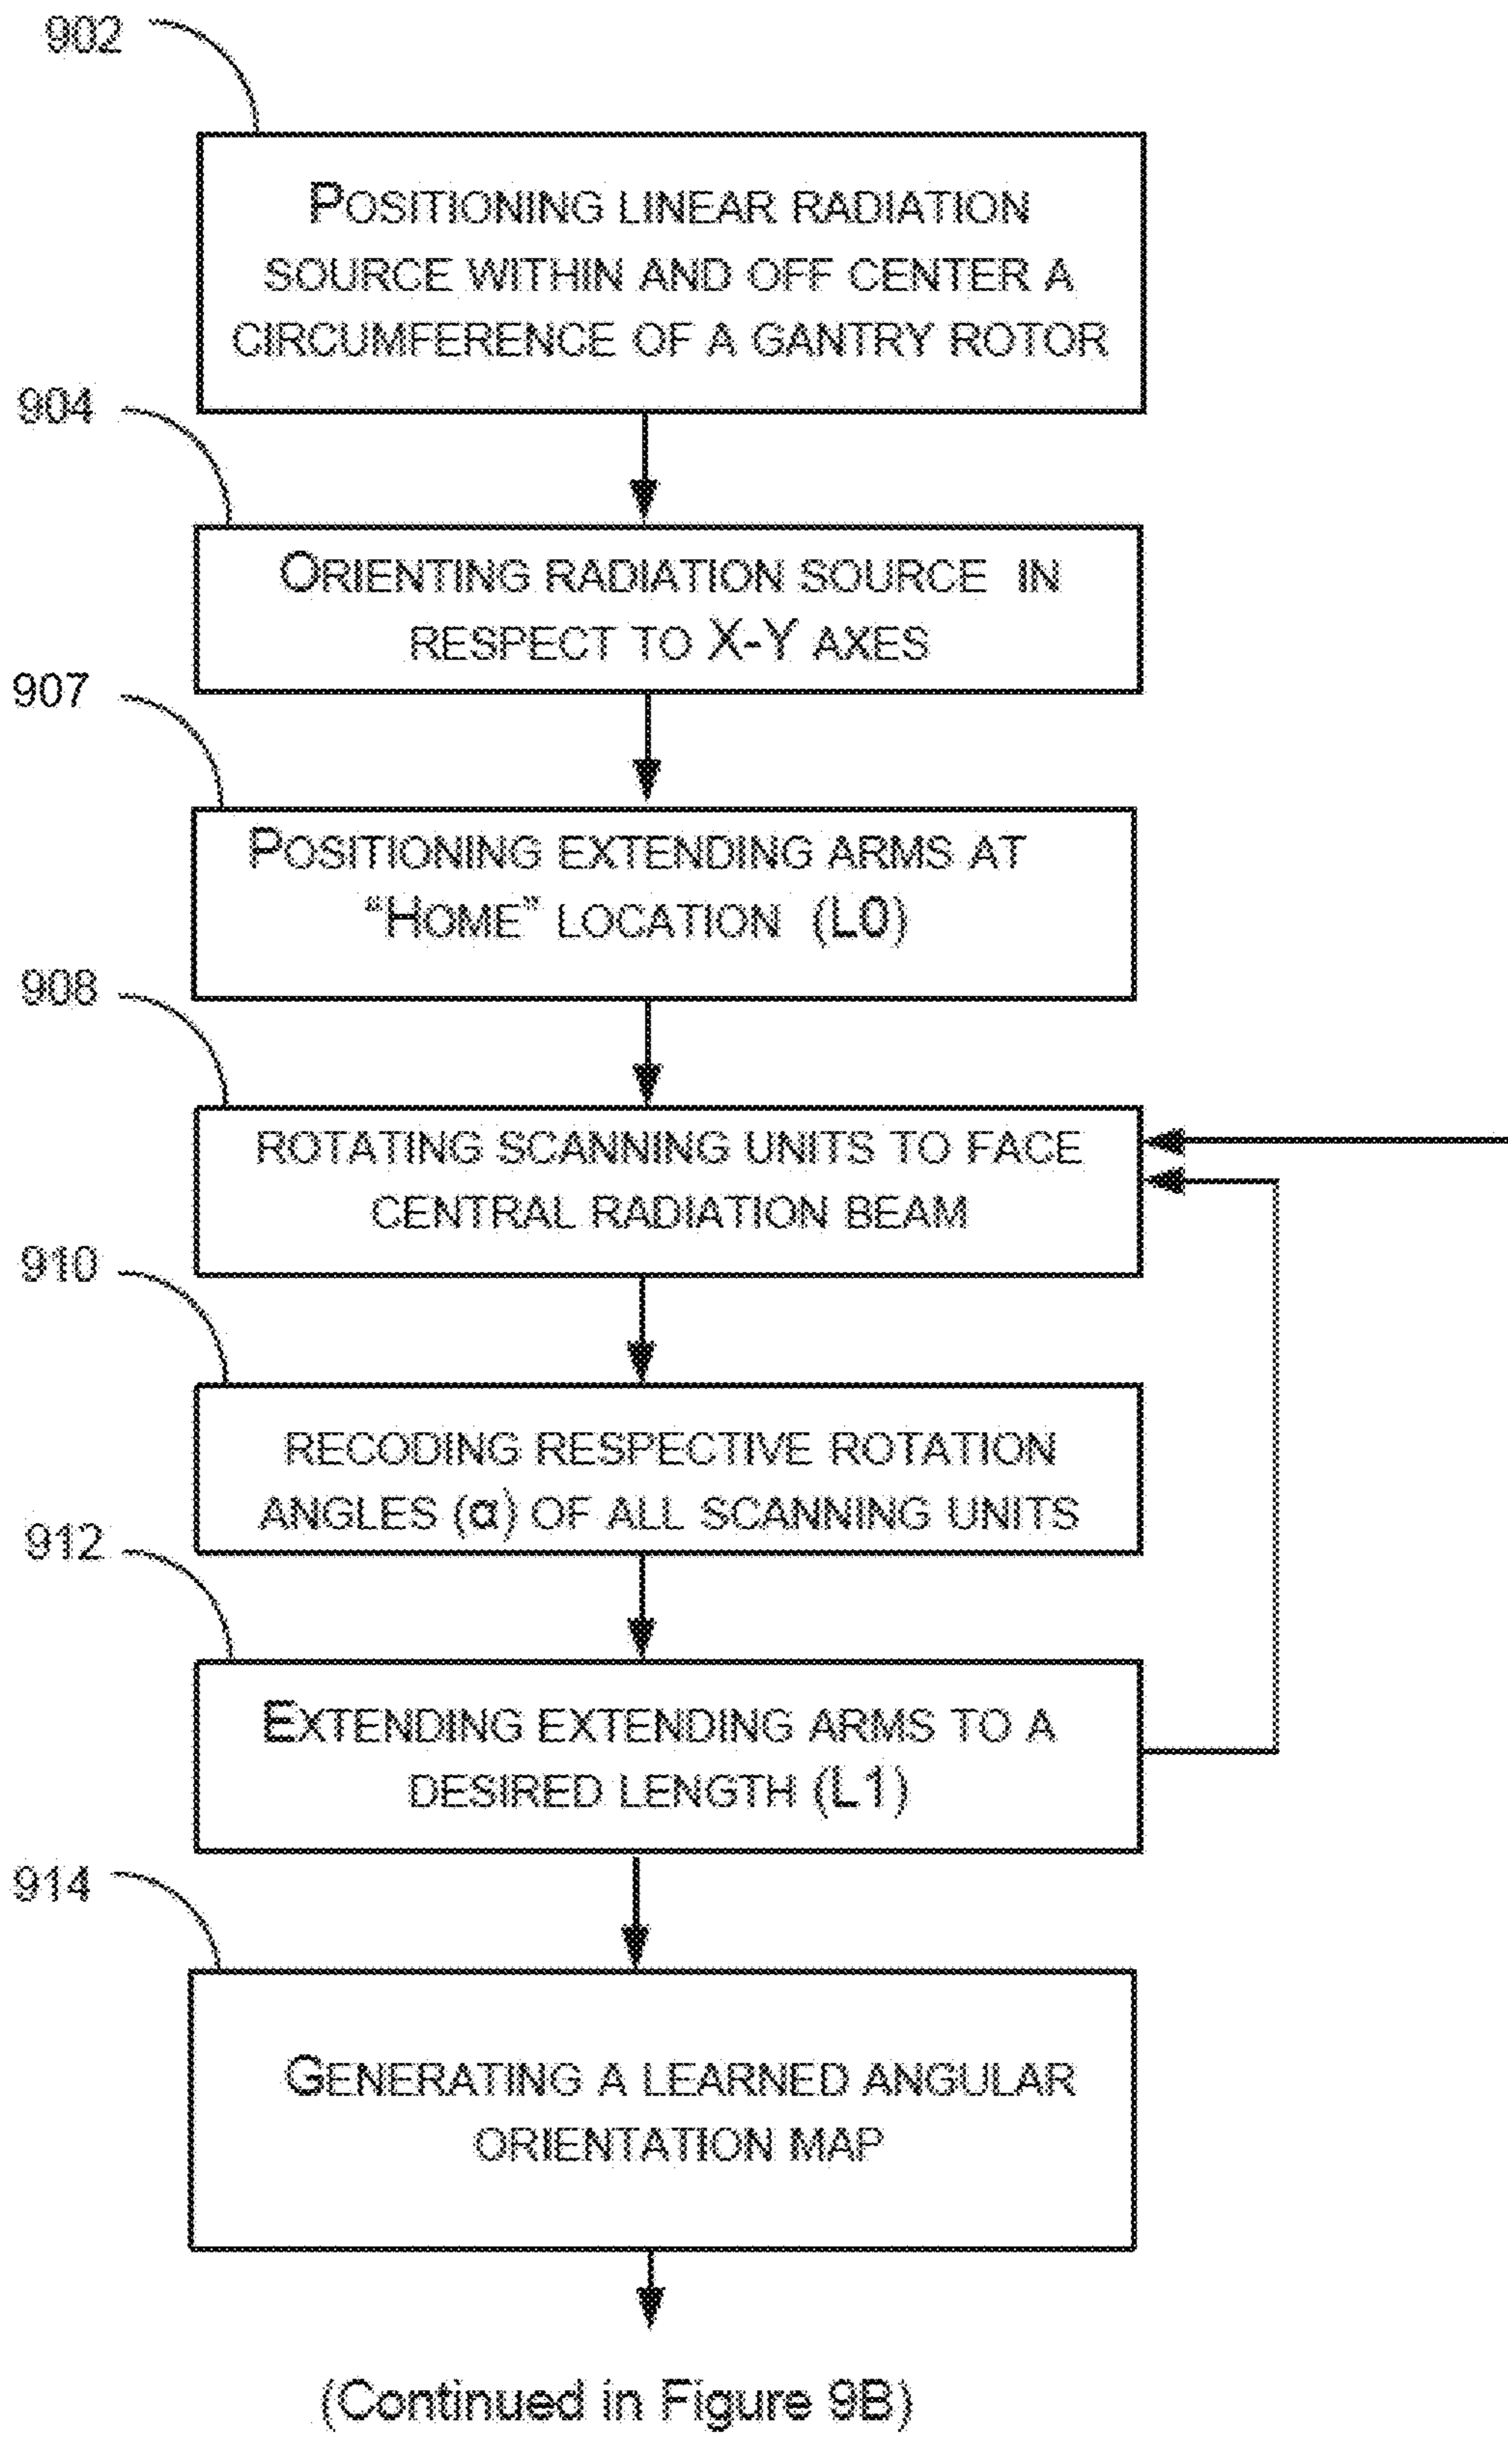 902
POSITIONING LINEAR RADIATION
SOURCE WITHIN AND OFF CENTER A
CIRCUMFERENCE OF A GANTRY ROTOR
904
ORIENTING RADIATION SOURCE IN
RESPECT TO X-Y AXES
907
POSITIONING EXTENDING ARMS AT
“HOME” LOCATION (L0)
908
ROTATING SCANNING UNITS TO FACE
CENTRAL RADIATION BEAM
910
RECODING RESPECTIVE ROTATION
ANGLES (α) OF ALL SCANNING UNITS
912
EXTENDING EXTENDING ARMS TO A
DESIRED LENGTH (L1)
914
GENERATING A LEARNED ANGULAR
ORIENTATION MAP
(Continued in Figure 9B)